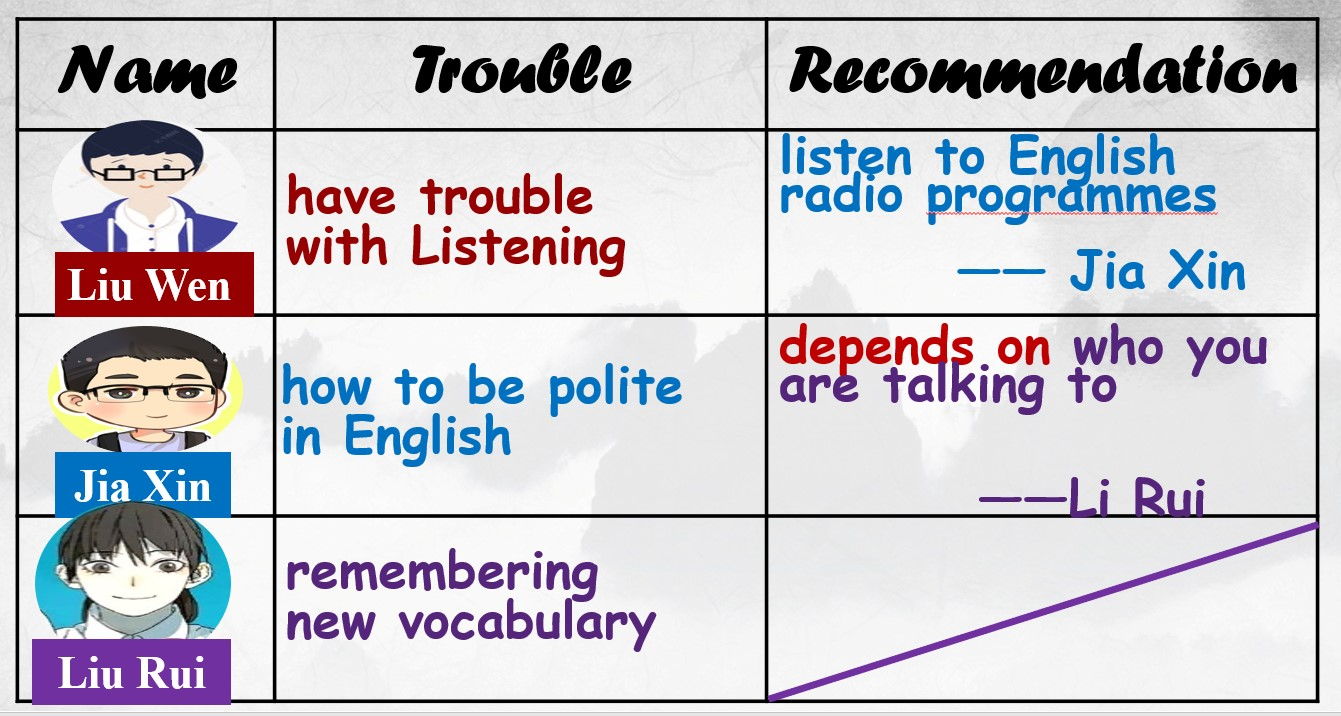 Name Trouble Recommendation
Liu Wen
have trouble
with Listening
listen to English
radio programmes
—— Jia Xin
Jia Xin
how to be polite
in English
depends on who you
are talking to
——Li Rui
Liu Rui
remembering
new vocabulary